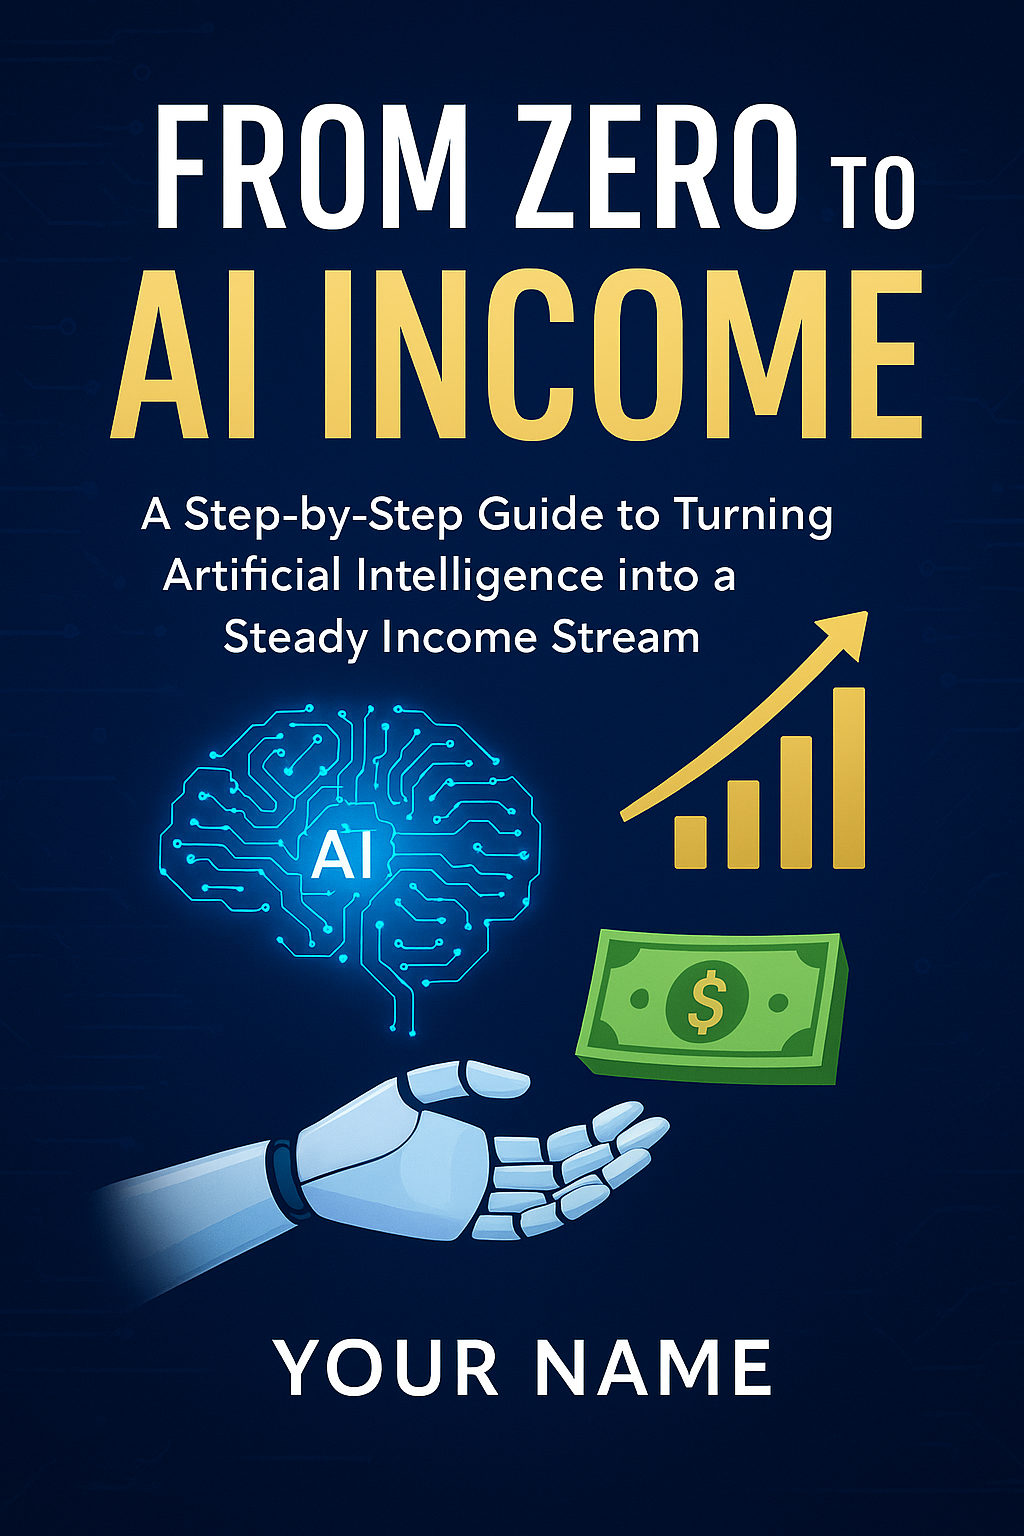 FROM ZERO TO
AI INCOME
A Step-by-Step Guide to Turning
Artificial Intelligence into a
Steady Income Stream
AI
$
YOUR NAME